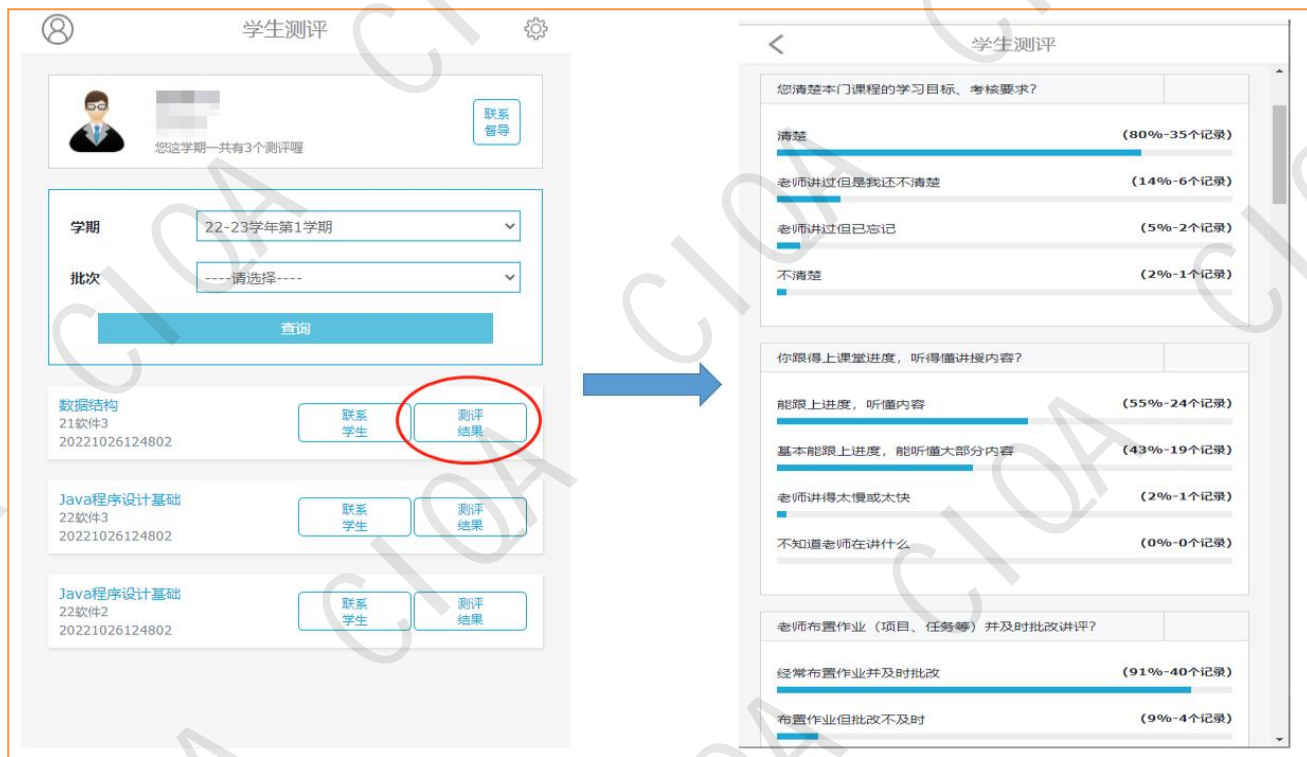 学生测评
您这学期一共有3个测评喔
联系
督导
学期
22-23学年第1学期
批次
----请选择----
查询
数据结构
21软件3
20221026124802
联系
学生
测评
结果
Java程序设计基础
22软件3
20221026124802
联系
学生
测评
结果
Java程序设计基础
22软件2
20221026124802
联系
学生
测评
结果
学生测评
您清楚本门课程的学习目标、考核要求?
清楚 (80%-35个记录)
老师讲过但是我还不清楚 (14%-6个记录)
老师讲过但已忘记 (5%-2个记录)
不清楚 (2%-1个记录)
你跟得上课堂进度，听得懂讲授内容?
能跟上进度，听懂内容 (55%-24个记录)
基本能跟上进度，能听懂大部分内容 (43%-19个记录)
老师讲得太慢或太快 (2%-1个记录)
不知道老师在讲什么 (0%-0个记录)
老师布置作业（项目、任务等）并及时批改讲评?
经常布置作业并及时批改 (91%-40个记录)
布置作业但批改不及时 (9%-4个记录)
CIQA
CIQA
CIQA
CIQA
CIQA